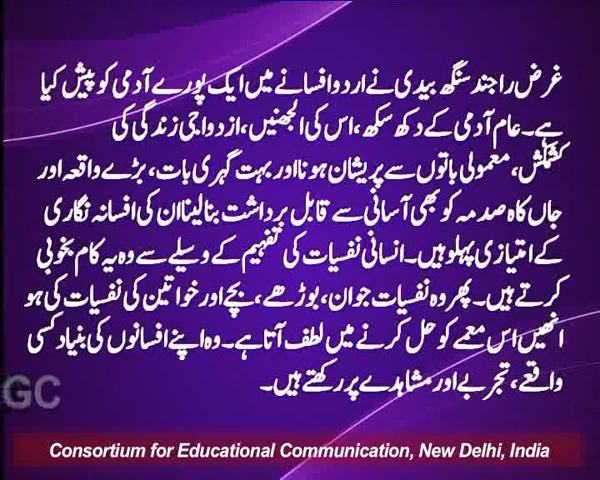 غرض راجند سنگھ بیدی نے اردو افسانے میں ایک پورے آدمی کو پیش کیا
ہے۔ عام آدمی کے دکھ سکھ، اس کی الجھنیں، ازدواجی زندگی کی
کشمکش، معمولی باتوں سے پریشان ہونا اور بہت گہری بات، بڑے واقعہ اور
جاں کاہ صدمہ کو بھی آسانی سے قابل برداشت بنا لینا ان کی افسانہ نگاری
کے امتیازی پہلو ہیں۔ انسانی نفسیات کی تفہیم کے وسیلے سے وہ یہ کام بخوبی
کرتے ہیں۔ پھر وہ نفسیات جوان، بوڑھے، بچے اور خواتین کی نفسیات کی ہو
انھیں اس معمے کو حل کرنے میں لطف آتا ہے۔ وہ اپنے افسانوں کی بنیاد کسی
واقعے، تجربے اور مشاہدے پر رکھتے ہیں۔
GC
Consortium for Educational Communication, New Delhi, India